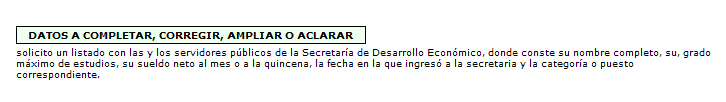 DATOS A COMPLETAR, CORREGIR, AMPLIAR O ACLARAR
solicito un listado con las y los servidores públicos de la Secretaría de Desarrollo Económico, donde conste su nombre completo, su, grado
máximo de estudios, su sueldo neto al mes o a la quincena, la fecha en la que ingresó a la secretaria y la categoría o puesto
correspondiente.